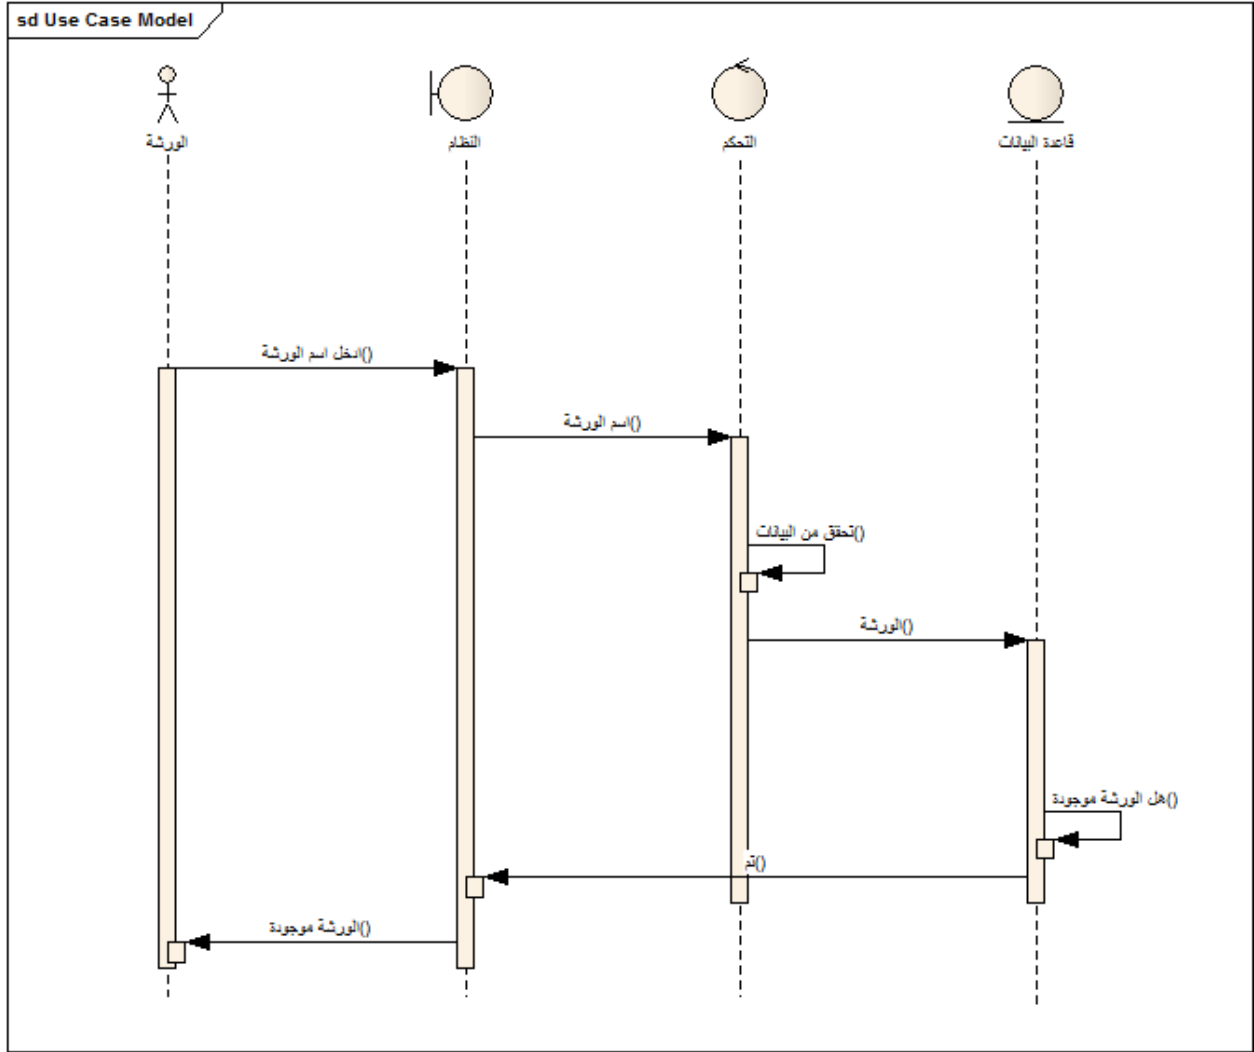 sd Use Case Model
الورشة
النظام
التحكم
قاعدة البيانات
ادخل اسم الورشة()
اسم الورشة()
تحقق من البيانات()
الورشة()
هل الورشة موجودة()
تم()
الورشة موجودة()